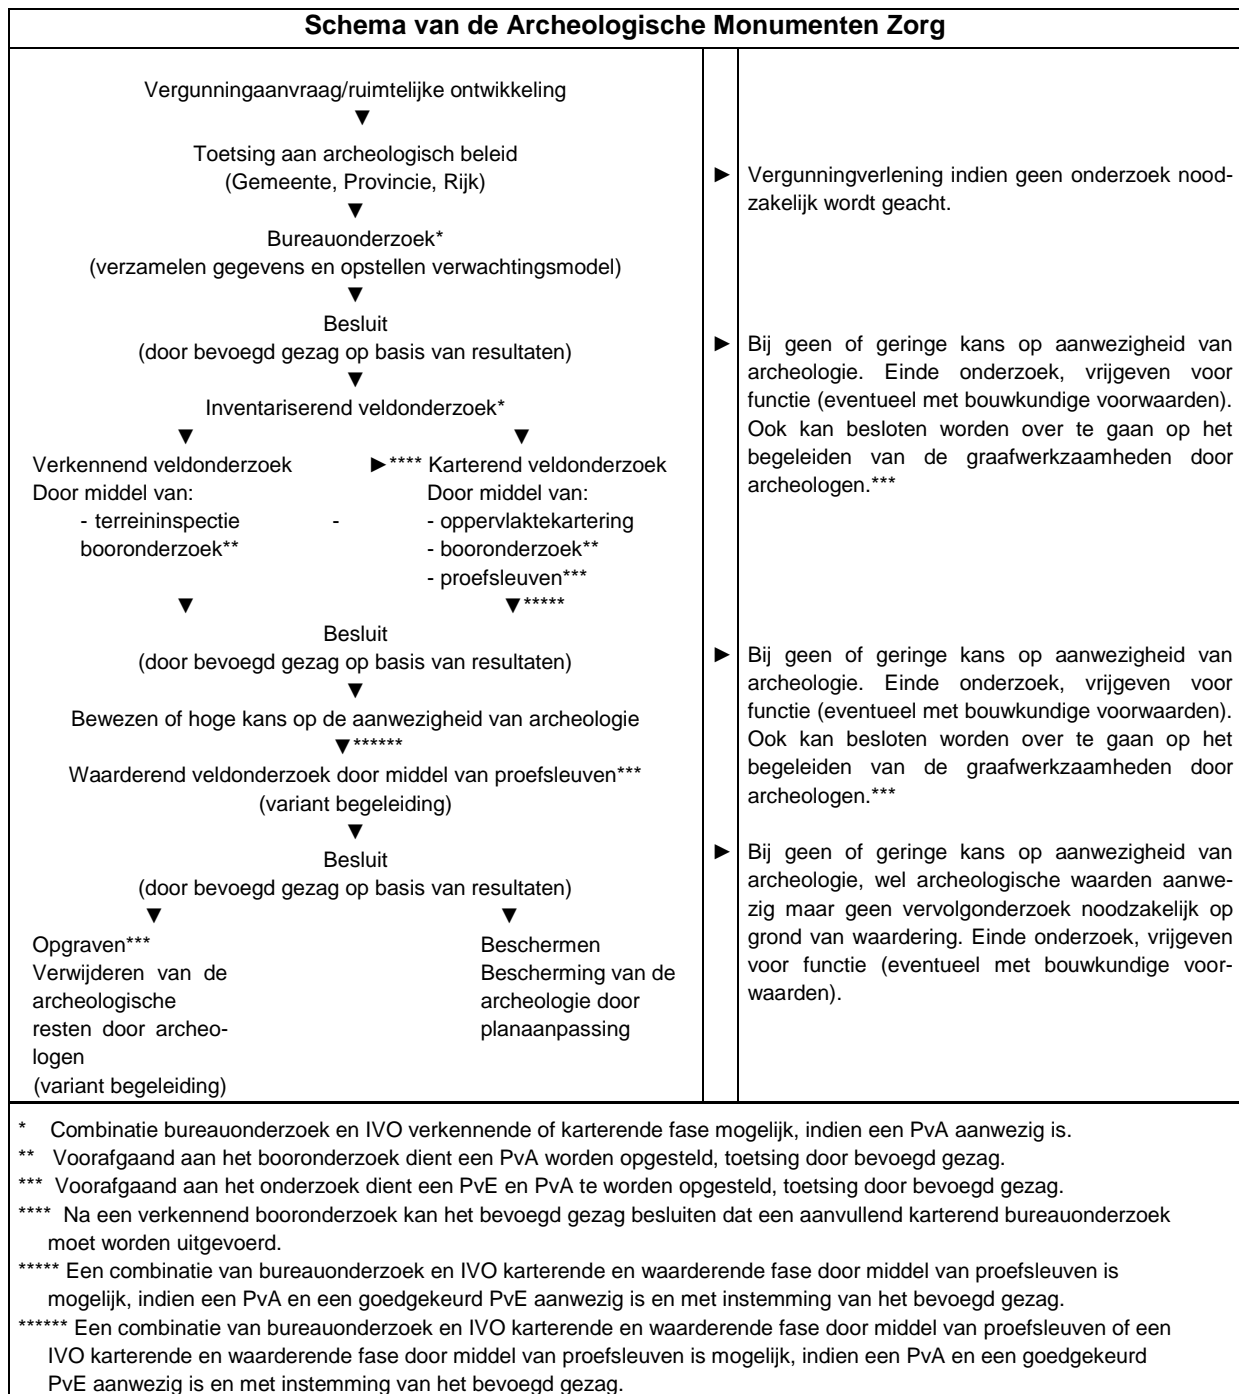 Schema van de Archeologische Monumenten Zorg
Vergunningaanvraag/ruimtelijke ontwikkeling
▼
Toetsing aan archeologisch beleid
(Gemeente, Provincie, Rijk)
▼
Bureauonderzoek*
(verzamelen gegevens en opstellen verwachtingsmodel)
▼
Besluit
(door bevoegd gezag op basis van resultaten)
▼
Inventariserend veldonderzoek*
▼ ▼
Verkennend veldonderzoek ►**** Karterend veldonderzoek
Door middel van: Door middel van:
- terreininspectie - - oppervlaktekartering
booronderzoek** - booronderzoek**
- proefsleuven***
▼ ▼*****
Besluit
(door bevoegd gezag op basis van resultaten)
▼
Bewezen of hoge kans op de aanwezigheid van archeologie
▼******
Waarderend veldonderzoek door middel van proefsleuven***
(variant begeleiding)
▼
Besluit
(door bevoegd gezag op basis van resultaten)
▼ ▼
Opgraven***
Verwijderen van de
archeologische
resten door archeo-
logen
(variant begeleiding)
Beschermen
Bescherming van de
archeologie door
planaanpassing
► Vergunningverlening indien geen onderzoek nood-
zakelijk wordt geacht.
► Bij geen of geringe kans op aanwezigheid van
archeologie. Einde onderzoek, vrijgeven voor
functie (eventueel met bouwkundige voorwaarden).
Ook kan besloten worden over te gaan op het
begeleiden van de graafwerkzaamheden door
archeologen.***
► Bij geen of geringe kans op aanwezigheid van
archeologie. Einde onderzoek, vrijgeven voor
functie (eventueel met bouwkundige voorwaarden).
Ook kan besloten worden over te gaan op het
begeleiden van de graafwerkzaamheden door
archeologen.***
► Bij geen of geringe kans op aanwezigheid van
archeologie, wel archeologische waarden aanwe-
zig maar geen vervolgonderzoek noodzakelijk op
grond van waardering. Einde onderzoek, vrijgeven
voor functie (eventueel met bouwkundige voor-
waarden).
* Combinatie bureauonderzoek en IVO verkennende of karterende fase mogelijk, indien een PvA aanwezig is.
** Voorafgaand aan het booronderzoek dient een PvA worden opgesteld, toetsing door bevoegd gezag.
*** Voorafgaand aan het onderzoek dient een PvE en PvA te worden opgesteld, toetsing door bevoegd gezag.
**** Na een verkennend booronderzoek kan het bevoegd gezag besluiten dat een aanvullend karterend bureauonderzoek
moet worden uitgevoerd.
***** Een combinatie van bureauonderzoek en IVO karterende en waarderende fase door middel van proefsleuven is
mogelijk, indien een PvA en een goedgekeurd PvE aanwezig is en met instemming van het bevoegd gezag.
****** Een combinatie van bureauonderzoek en IVO karterende en waarderende fase door middel van proefsleuven of een
IVO karterende en waarderende fase door middel van proefsleuven is mogelijk, indien een PvA en een goedgekeurd
PvE aanwezig is en met instemming van het bevoegd gezag.